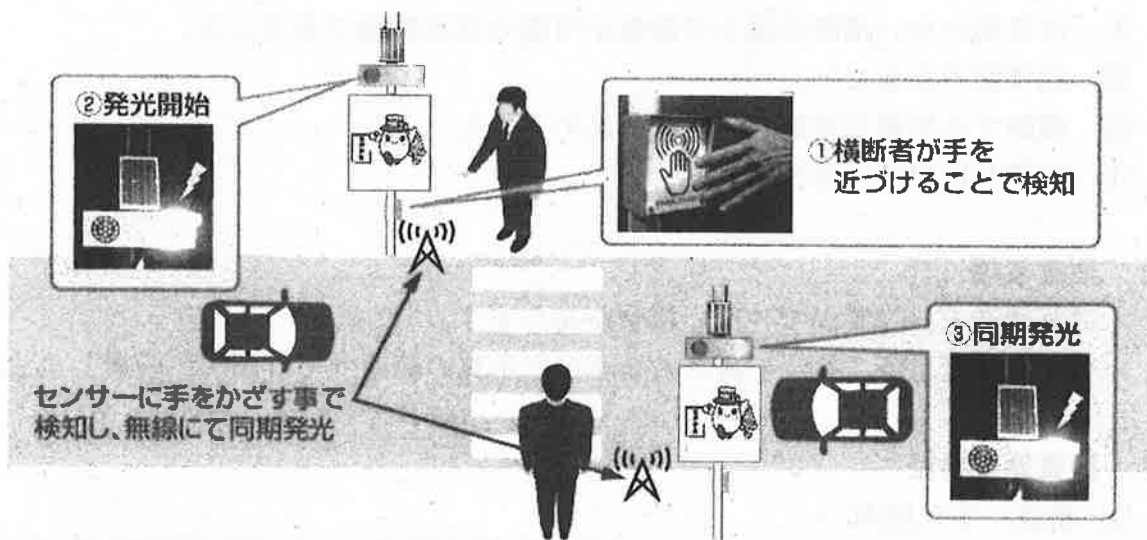 ②発光開始
①横断者が手を
近づけることで検知
③同期発光
センサーに手をかざす事で
検知し、無線にて同期発光